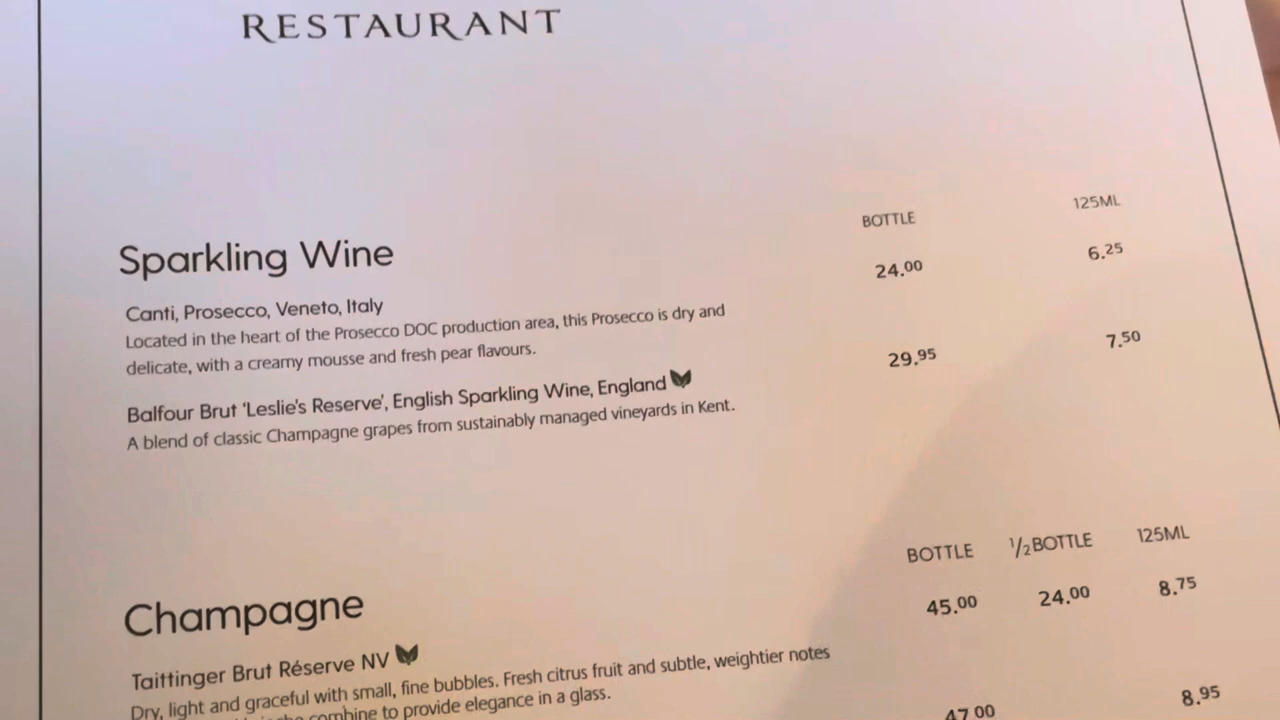 RESTAURANT
BOTTLE 125ML
Sparkling Wine
Canti, Prosecco, Veneto, Italy 24.00 6.25
Located in the heart of the Prosecco DOC production area, this Prosecco is dry and
delicate, with a creamy mousse and fresh pear flavours.
Balfour Brut 'Leslie's Reserve', English Sparkling Wine, England 29.95 7.50
A blend of classic Champagne grapes from sustainably managed vineyards in Kent.
BOTTLE 1/2 BOTTLE 125ML
Champagne
Taittinger Brut Réserve NV 45.00 24.00 8.75
Dry, light and graceful with small, fine bubbles. Fresh citrus fruit and subtle, weightier notes
combine to provide elegance in a glass.
47.00 8.95